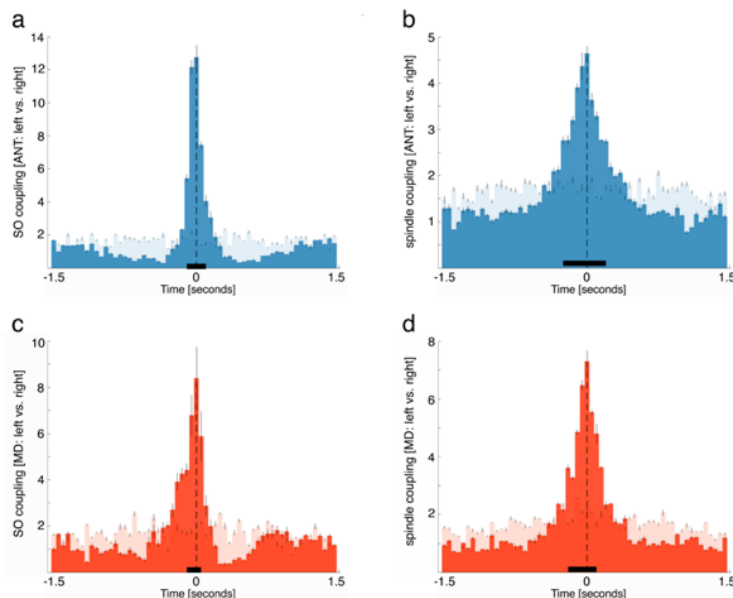 a
14
12
10
8
6
4
2
SO coupling [ANT: left vs. right]
-1.5
0
1.5
Time [seconds]
b
5
4
3
2
1
spindle coupling [ANT: left vs. right]
-1.5
0
1.5
Time [seconds]
c
10
8
6
4
2
SO coupling [MD: left vs. right]
-1.5
0
1.5
Time [seconds]
d
8
6
4
2
spindle coupling [MD: left vs. right]
-1.5
0
1.5
Time [seconds]